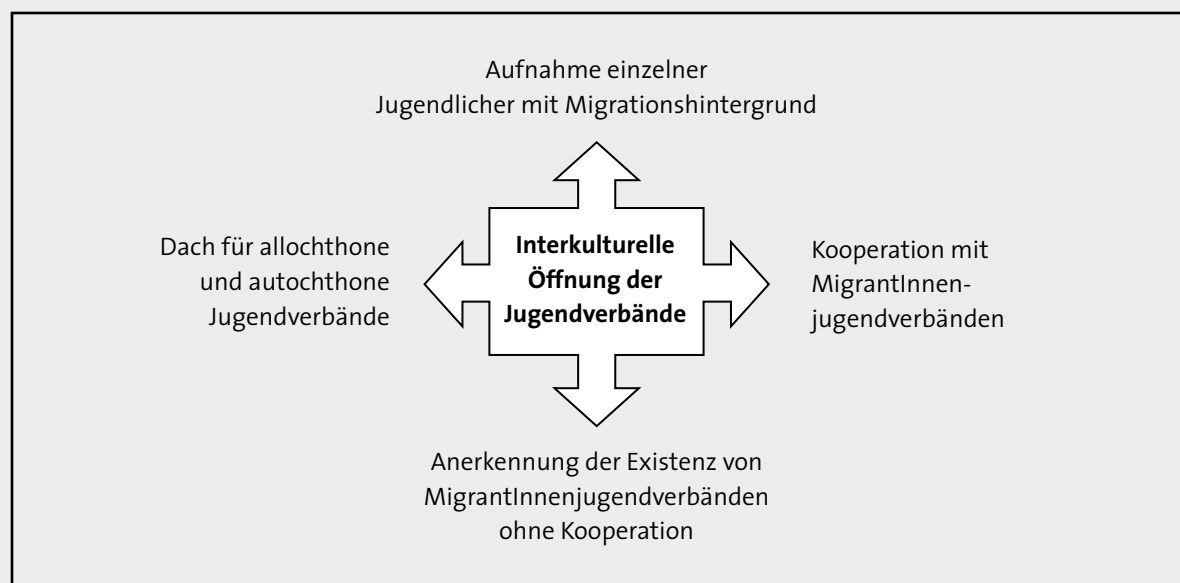 Aufnahme einzelner
Jugendlicher mit Migrationshintergrund
Dach für allochthone
und autochthone
Jugendverbände
Interkulturelle
Öffnung der
Jugendverbände
Kooperation mit
MigrantInnen-
jugendverbänden
Anerkennung der Existenz von
MigrantInnenjugendverbänden
ohne Kooperation